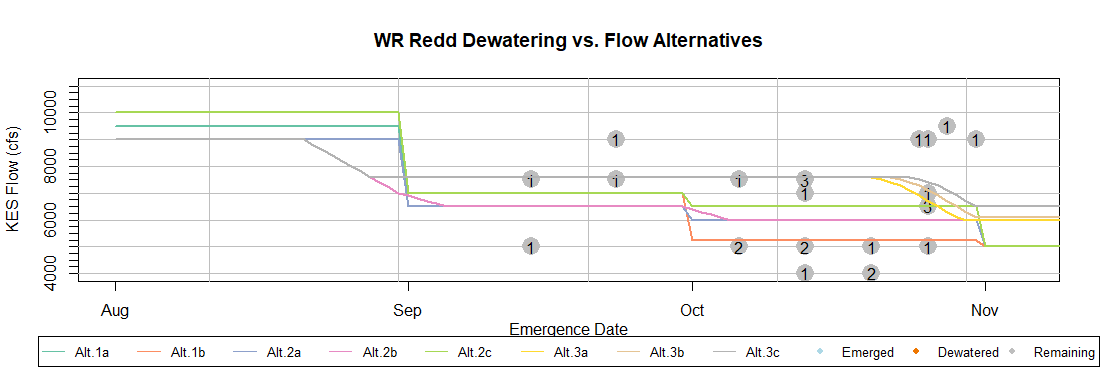 WR Redd Dewatering vs. Flow Alternatives
KES Flow (cfs)
10000
8000
6000
4000
1
1 1 1 1
1 1 1 3
1 1
3
1 2 2 1 1
1 2
Aug Sep Oct Nov
Emergence Date
Alt.1a Alt.1b Alt.2a Alt.2b Alt.2c Alt.3a Alt.3b Alt.3c Emerged Dewatered Remaining